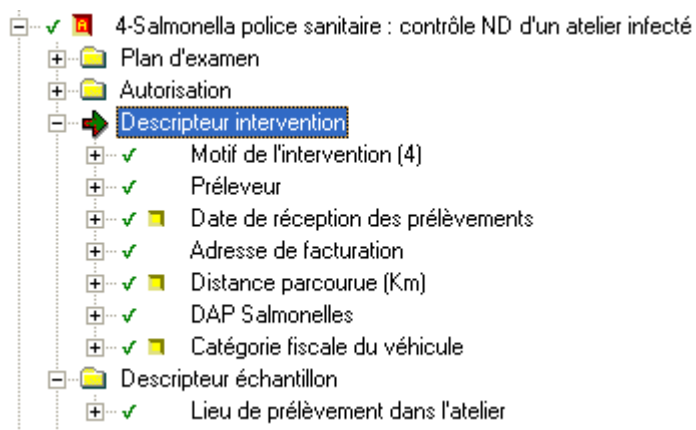 A 4-Salmonella police sanitaire : contrôle ND d'un atelier infecté
Plan d'examen
Autorisation
Descripteur intervention
Motif de l'intervention (4)
Préleveur
Date de réception des prélèvements
Adresse de facturation
Distance parcourue (Km)
DAP Salmonelles
Catégorie fiscale du véhicule
Descripteur échantillon
Lieu de prélèvement dans l'atelier